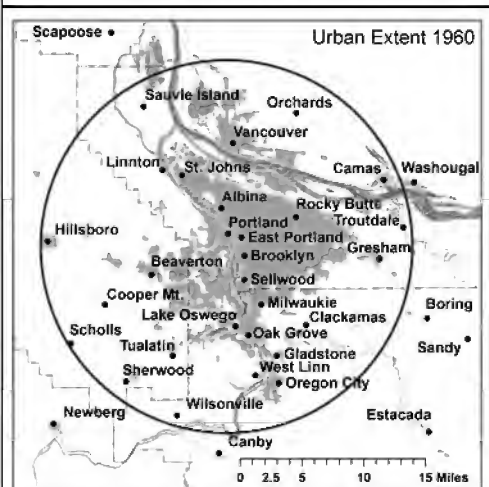 Scapoose
Urban Extent 1960
Sauvie Island
Orchards
Vancouver
Linnton
St. Johns
Camas
Washougal
Albina
Rocky Butte
Portland
Troutdale
East Portland
Hillsboro
Brooklyn
Gresham
Beaverton
Sellwood
Cooper Mt.
Milwaukie
Boring
Lake Oswego
Clackamas
Scholls
Oak Grove
Sandy
Tualatin
Gladstone
Sherwood
West Linn
Oregon City
Newberg
Wilsonville
Estacada
Canby
0 2.5 5 10 15 Miles